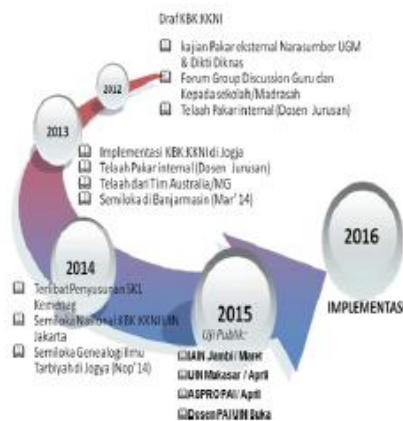 Draf KBK KKNI
kajian Pakar eksternal Narasumber UGM
& Dikti Diknas
Forum Group Discussion Guru dan
Kepada sekolah/Madrasah
Telaah Pakar internal (Dosen Jurusan)
2012
2013
Implementasi KBK KKNI di Jogja
Telaah Pakar internal (Dosen Jurusan)
Telaah dari Tim Australia/MG
Semiloka di Banjarmasin (Mar' 14)
2014
Terlibat Penyusunan SKL
Kemenag
Semiloka Nasional KBK KKNI UIN
Jakarta
Semiloka Genealogi Ilmu
Tarbiyah di Jogya (Nop'14)
2015
Uji Publik:
IAIN Jambi / Maret
UIN Makasar / April
ASPROPAI / April
Dosen PAI UIN Suka
2016
IMPLEMENTASI